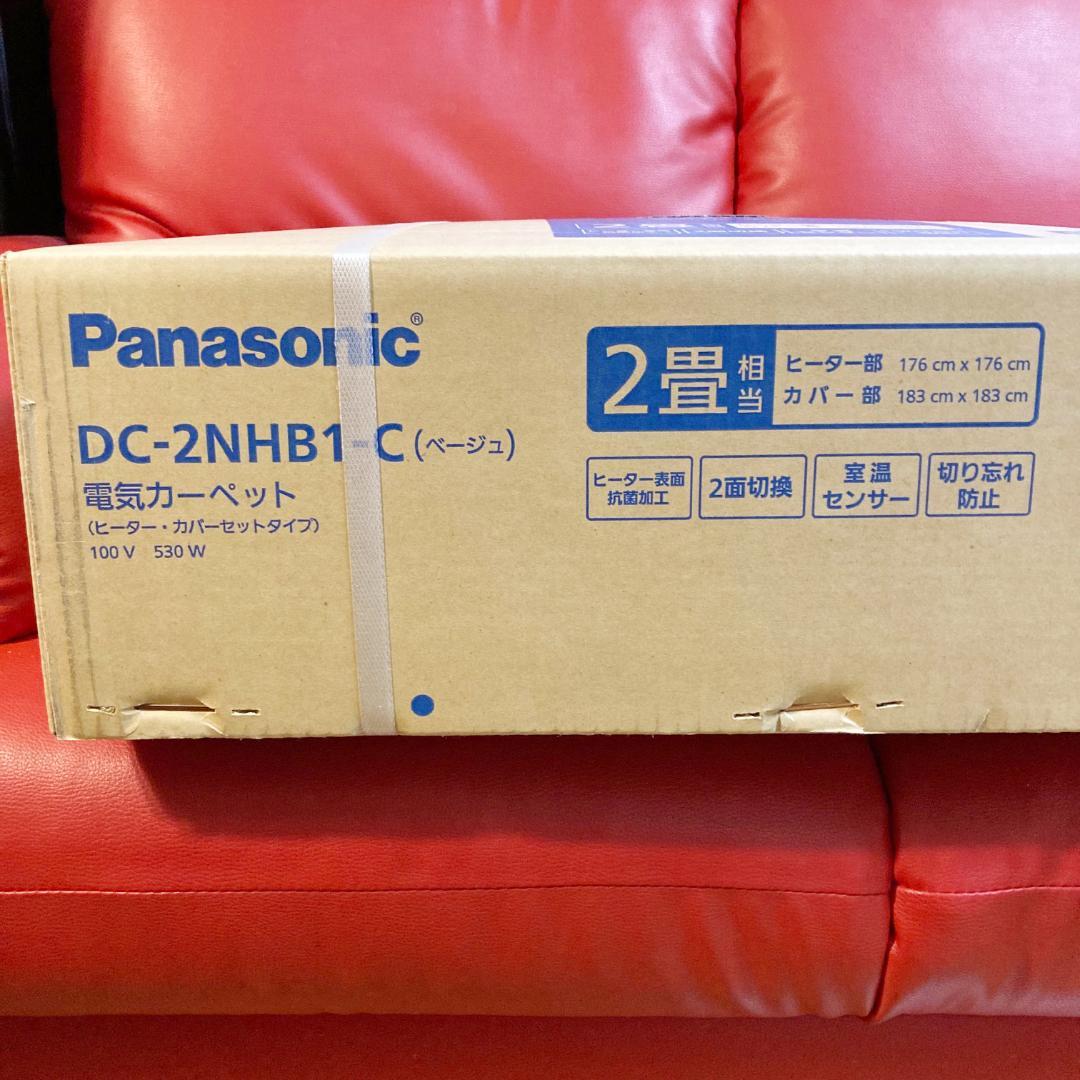 Panasonic®
DC-2NHB1-C (ベージュ)
電気カーペット
(ヒーター・カバーセットタイプ)
100 V 530 W
2畳相当
ヒーター部 176 cm x 176 cm
カバー部 183 cm x 183 cm
ヒーター表面
抗菌加工
2面切換
室温
センサー
切り忘れ
防止